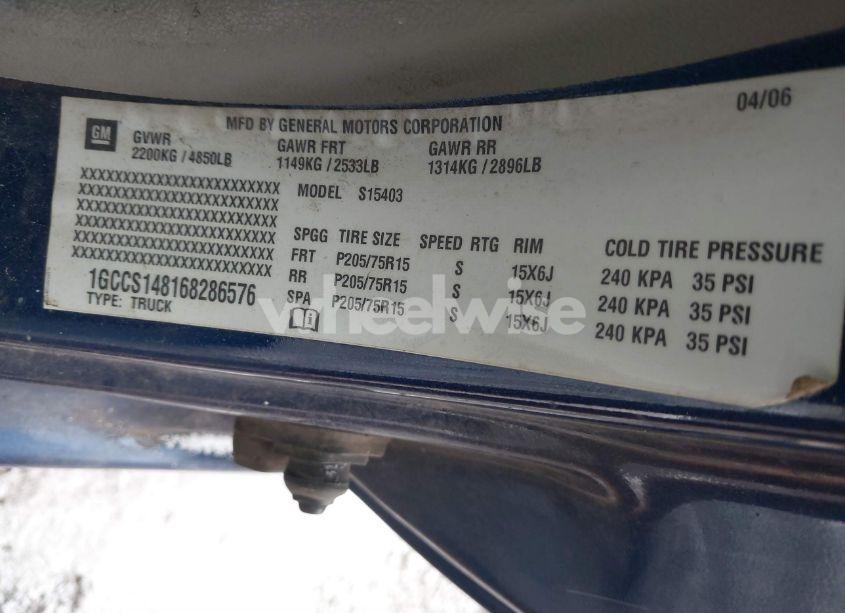 04/06
MFD BY GENERAL MOTORS CORPORATION
GM GVWR GAWR FRT GAWR RR
2200KG / 4850LB 1149KG / 2533LB 1314KG / 2896LB
XXXXXXXXXXXXXXXXXXXXXXXX
XXXXXXXXXXXXXXXXXXXXXXXX
XXXXXXXXXXXXXXXXXXXXXXXX
XXXXXXXXXXXXXXXXXXXXXXXX
XXXXXXXXXXXXXXXXXXXXXXXX
XXXXXXXXXXXXXXXXXXXXXXXX
1GCCS148168286576
TYPE: TRUCK
MODEL S15403
SPGG TIRE SIZE SPEED RTG RIM COLD TIRE PRESSURE
FRT P205/75R15 S 15X6J 240 KPA 35 PSI
RR P205/75R15 S 15X6J 240 KPA 35 PSI
SPA P205/75R15 S 15X6J 240 KPA 35 PSI
wheelwise